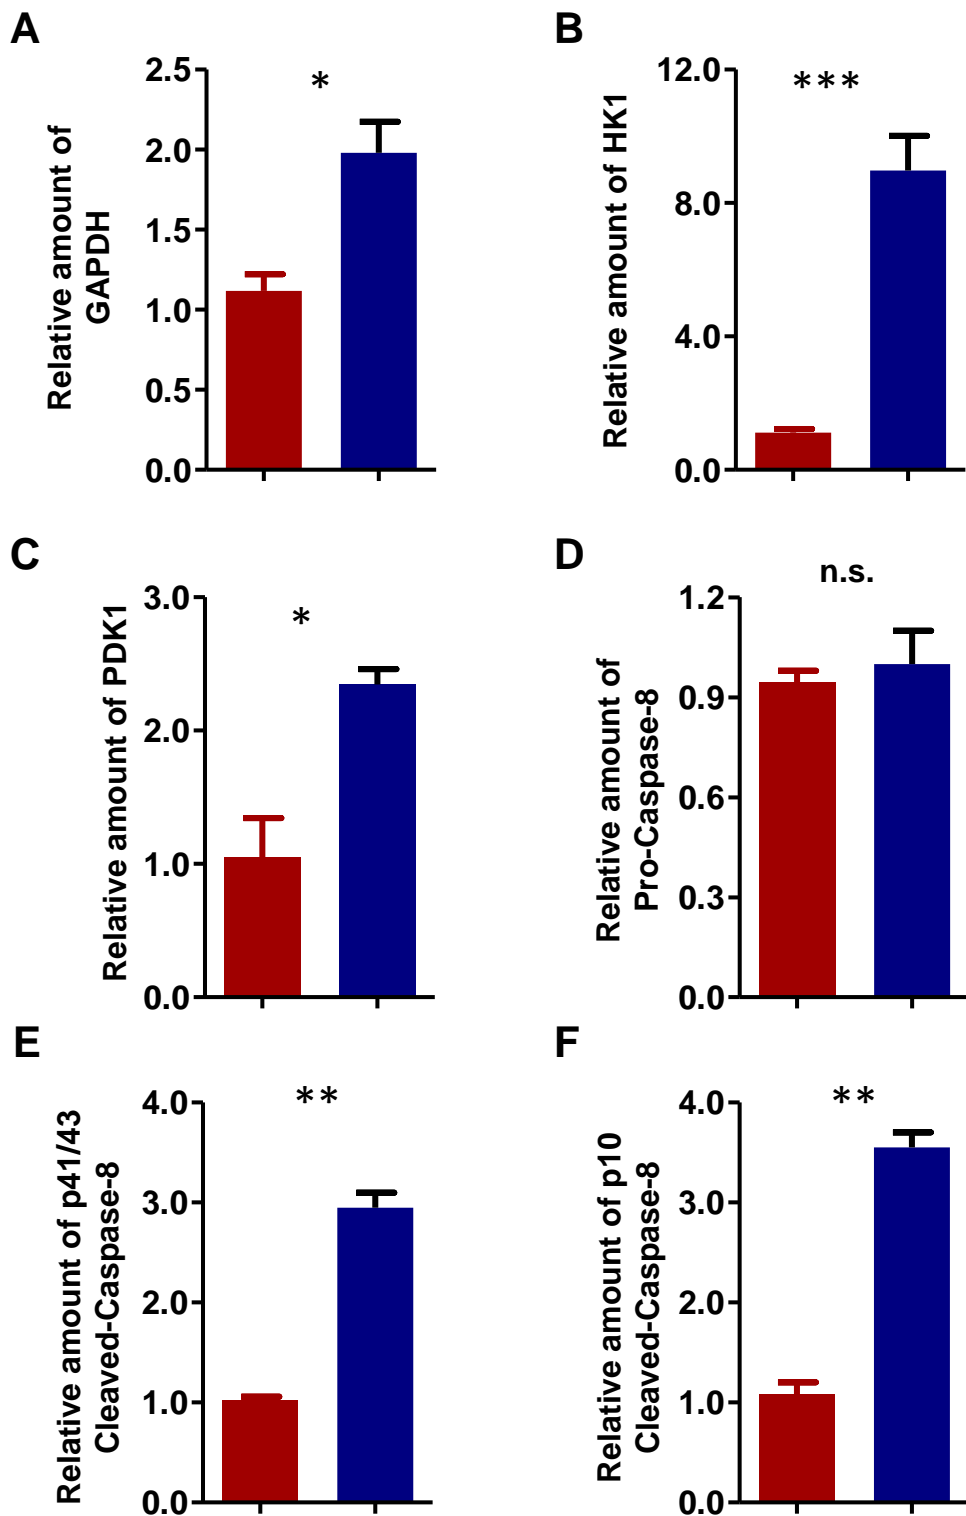 A
Relative amount of
GAPDH
2.5
2.0
1.5
1.0
0.5
0.0
*
B
Relative amount of HK1
12.0
8.0
4.0
0.0
***
C
Relative amount of PDK1
3.0
2.0
1.0
0.0
*
D
Relative amount of
Pro-Caspase-8
1.2
0.9
0.6
0.3
0.0
n.s.
E
Relative amount of p41/43
Cleaved-Caspase-8
4.0
3.0
2.0
1.0
0.0
**
F
Relative amount of p10
Cleaved-Caspase-8
4.0
3.0
2.0
1.0
0.0
**